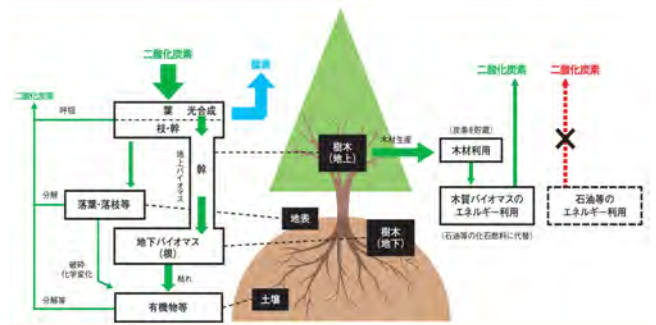 二酸化炭素
酸素
二酸化炭素
呼吸
葉 光合成
枝・幹
地上バイオマス
幹
分解
落葉・落枝等
地下バイオマス
(根)
破砕
化学変化
枯れ
分解等
有機物等
樹木
(地上)
地表
樹木
(地下)
土壌
木材生産
二酸化炭素
二酸化炭素
(炭素を貯蔵)
木材利用
木質バイオマスの
エネルギー利用
(石油等の化石燃料に代替)
石油等の
エネルギー利用